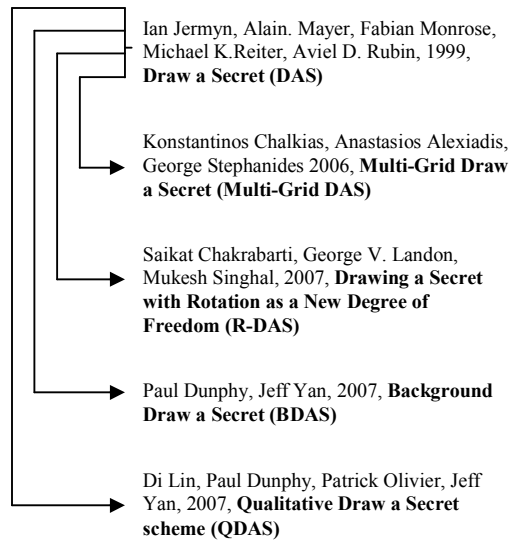 Ian Jermyn, Alain. Mayer, Fabian Monrose,
Michael K.Reiter, Aviel D. Rubin, 1999,
Draw a Secret (DAS)
Konstantinos Chalkias, Anastasios Alexiadis,
George Stephanides 2006, Multi-Grid Draw
a Secret (Multi-Grid DAS)
Saikat Chakrabarti, George V. Landon,
Mukesh Singhal, 2007, Drawing a Secret
with Rotation as a New Degree of
Freedom (R-DAS)
Paul Dunphy, Jeff Yan, 2007, Background
Draw a Secret (BDAS)
Di Lin, Paul Dunphy, Patrick Olivier, Jeff
Yan, 2007, Qualitative Draw a Secret
scheme (QDAS)